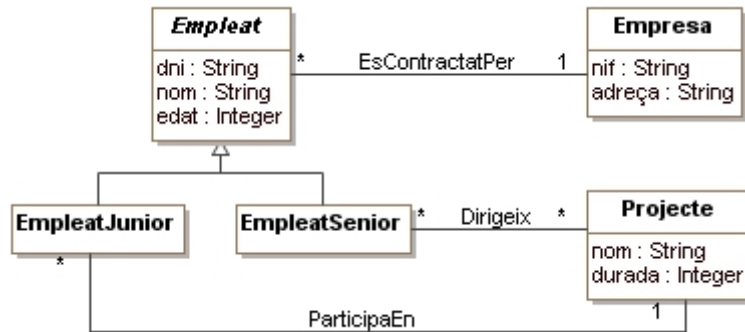 Empleat
dni : String
nom : String
edat : Integer
* EsContractatPer 1
Empresa
nif : String
adreça : String
EmpleatJunior
EmpleatSenior
* Dirigeix *
Projecte
nom : String
durada : Integer
* ParticipaEn 1